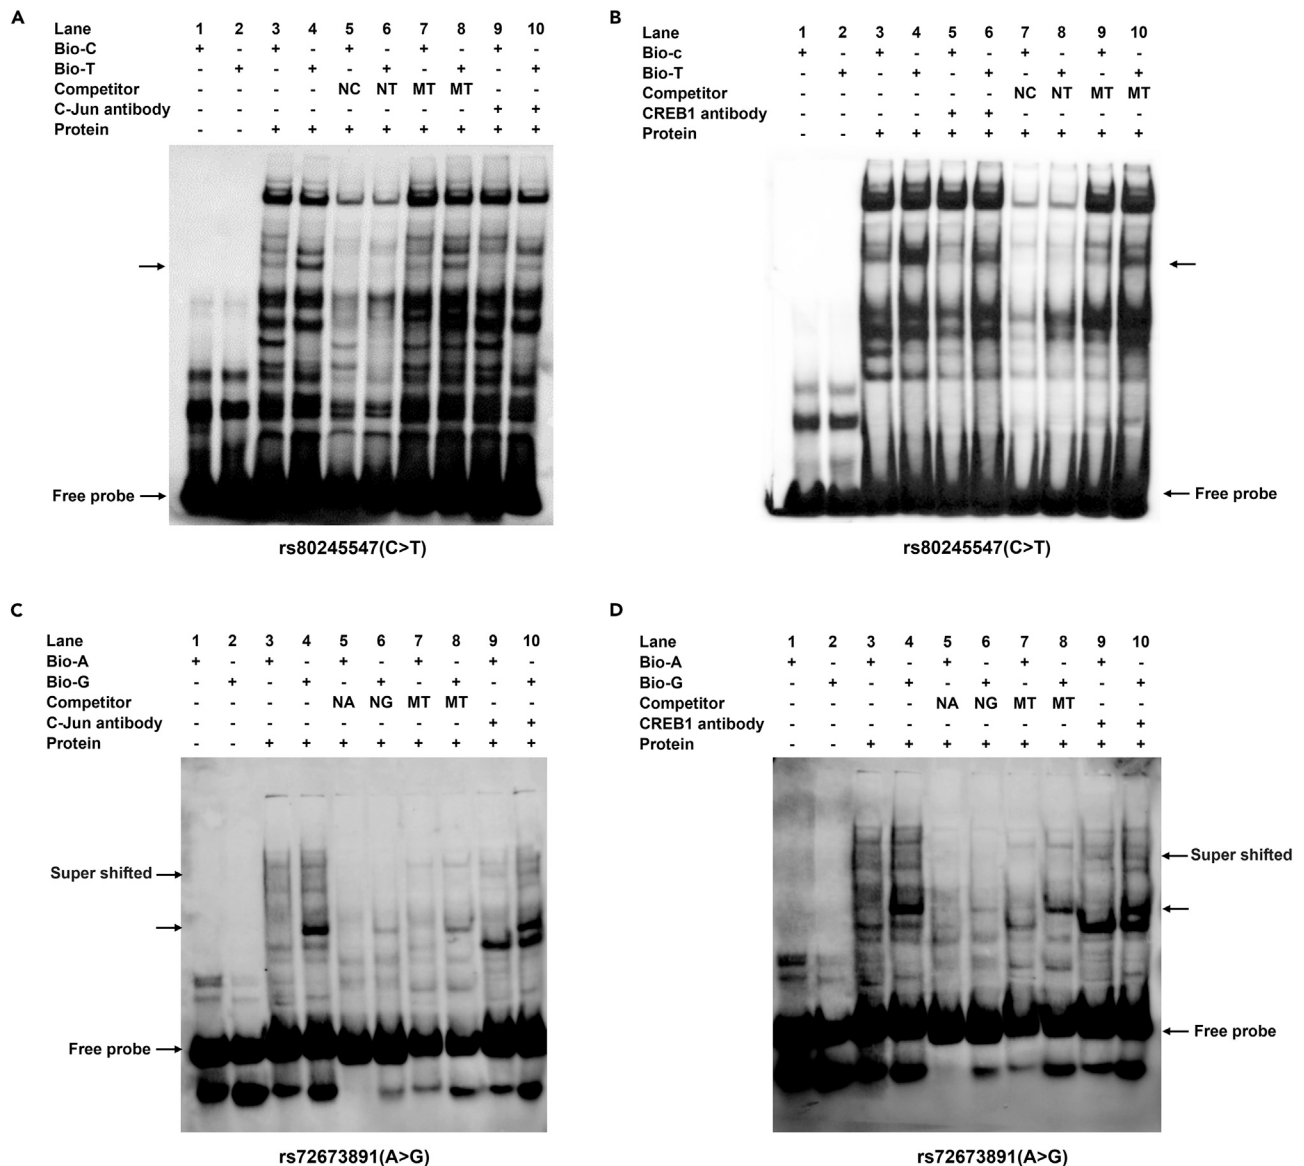 A
Lane 1 2 3 4 5 6 7 8 9 10
Bio-C + - + - + - + - + -
Bio-T - + - + - + - + - +
Competitor - - - - NC NT MT MT - -
C-Jun antibody - - - - - - - - + +
Protein - - + + + + + + + +
Free probe
rs80245547(C>T)
B
Lane 1 2 3 4 5 6 7 8 9 10
Bio-c + - + - + - + - + -
Bio-T - + - + - + - + - +
Competitor - - - - - - NC NT MT MT
CREB1 antibody - - - - + + - - - -
Protein - - + + + + + + + +
Free probe
rs80245547(C>T)
C
Lane 1 2 3 4 5 6 7 8 9 10
Bio-A + - + - + - + - + -
Bio-G - + - + - + - + - +
Competitor - - - - NA NG MT MT - -
C-Jun antibody - - - - - - - - + +
Protein - - + + + + + + + +
Super shifted
Free probe
rs72673891(A>G)
D
Lane 1 2 3 4 5 6 7 8 9 10
Bio-A + - + - + - + - + -
Bio-G - + - + - + - + - +
Competitor - - - - NA NG MT MT - -
CREB1 antibody - - - - - - - - + +
Protein - - + + + + + + + +
Super shifted
Free probe
rs72673891(A>G)